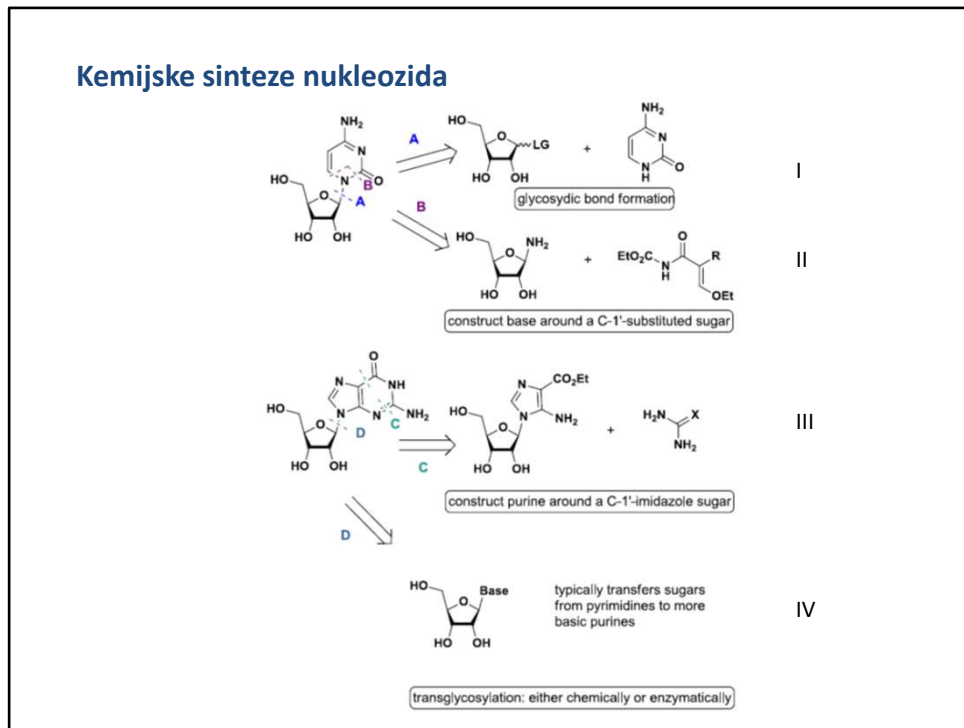 Kemijske sinteze nukleozida
NH₂
N
N
O
B
A
HO
O
HO OH
A
HO
O
LG
HO OH
+
NH₂
N
N
H
O
glycosydic bond formation
I
B
HO
O
NH₂
HO OH
+
EtO₂C
N
H
O
R
OEt
construct base around a C-1'-substituted sugar
II
O
N
NH
N
N
NH₂
C
D
HO
O
HO OH
C
N
CO₂Et
N
NH₂
HO
O
HO OH
+
H₂N
X
NH₂
construct purine around a C-1'-imidazole sugar
III
D
HO
O
Base
HO OH
typically transfers sugars
from pyrimidines to more
basic purines
IV
transglycosylation: either chemically or enzymatically